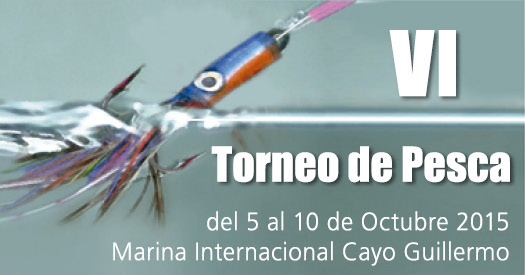 VI
Torneo de Pesca
del 5 al 10 de Octubre 2015
Marina Internacional Cayo Guillermo